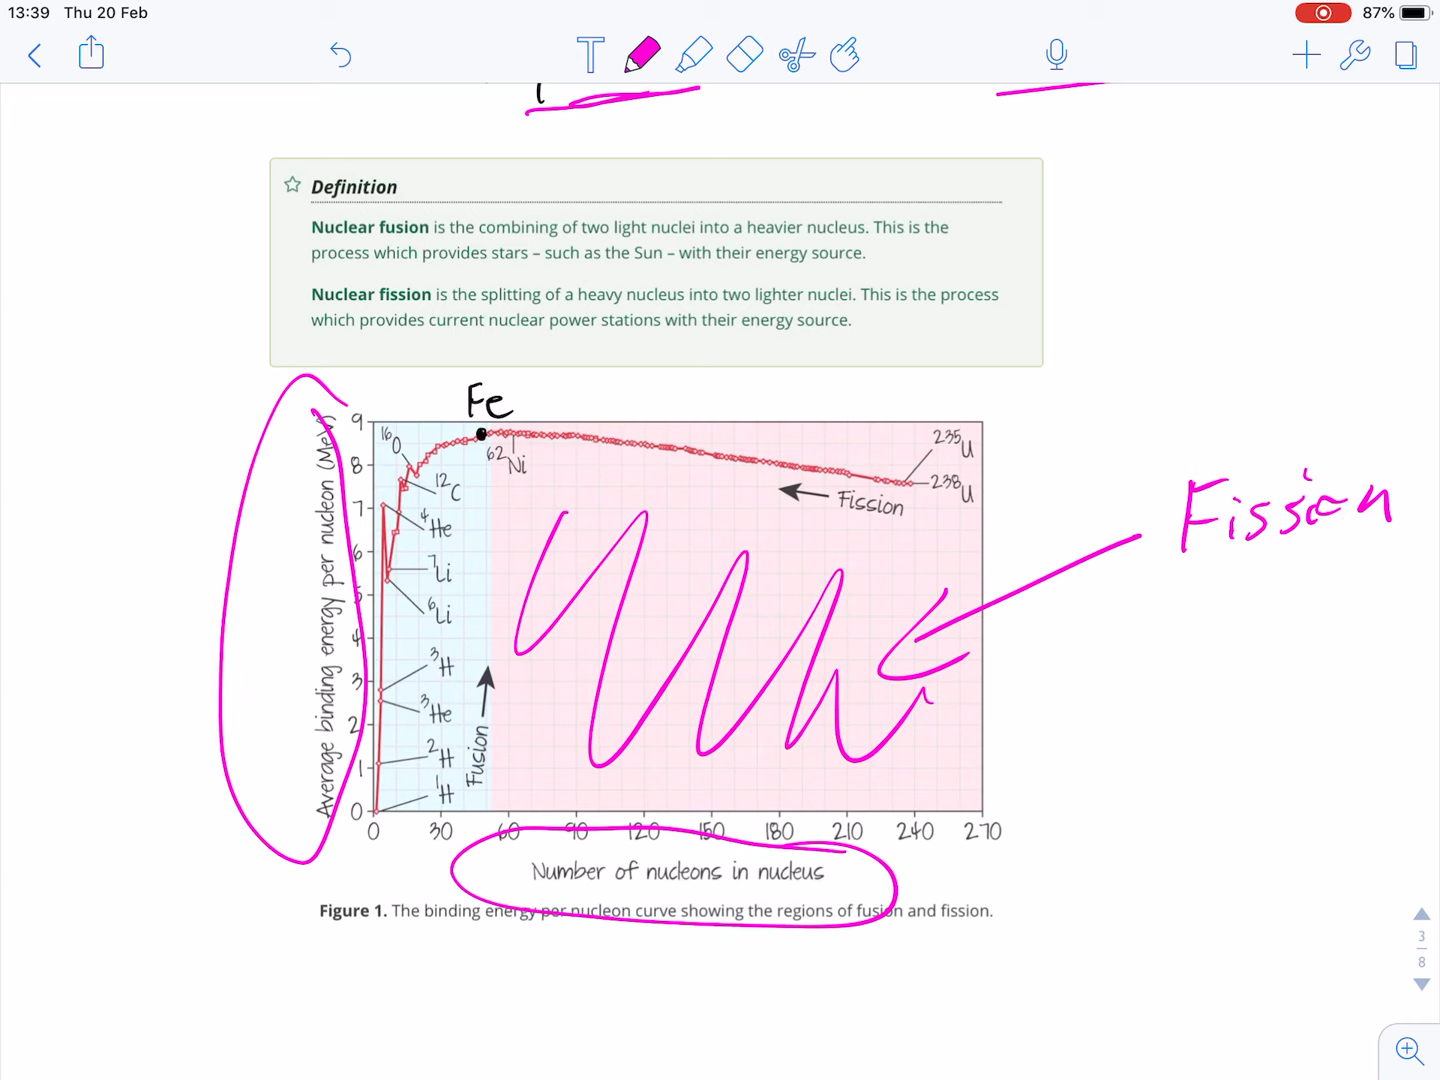 13:39 Thu 20 Feb
87%
T
Definition
Nuclear fusion is the combining of two light nuclei into a heavier nucleus. This is the
process which provides stars – such as the Sun – with their energy source.
Nuclear fission is the splitting of a heavy nucleus into two lighter nuclei. This is the process
which provides current nuclear power stations with their energy source.
Fe
Average binding energy per nucleon (MeV)
9
8
7
6
5
4
3
2
1
0
16O
62Ni
12C
4He
7Li
6Li
3H
3He
2H
1H
Fusion
235U
238U
Fission
Fission
0 30 60 90 120 150 180 210 240 270
Number of nucleons in nucleus
Figure 1. The binding energy per nucleon curve showing the regions of fusion and fission.
3
8